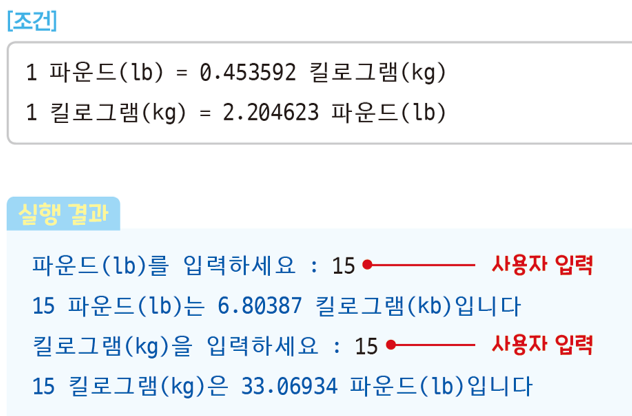 [조건]
1 파운드(lb) = 0.453592 킬로그램(kg)
1 킬로그램(kg) = 2.204623 파운드(lb)
실행 결과
파운드(lb)를 입력하세요 : 15 사용자 입력
15 파운드(lb)는 6.80387 킬로그램(kb)입니다
킬로그램(kg)을 입력하세요 : 15 사용자 입력
15 킬로그램(kg)은 33.06934 파운드(lb)입니다